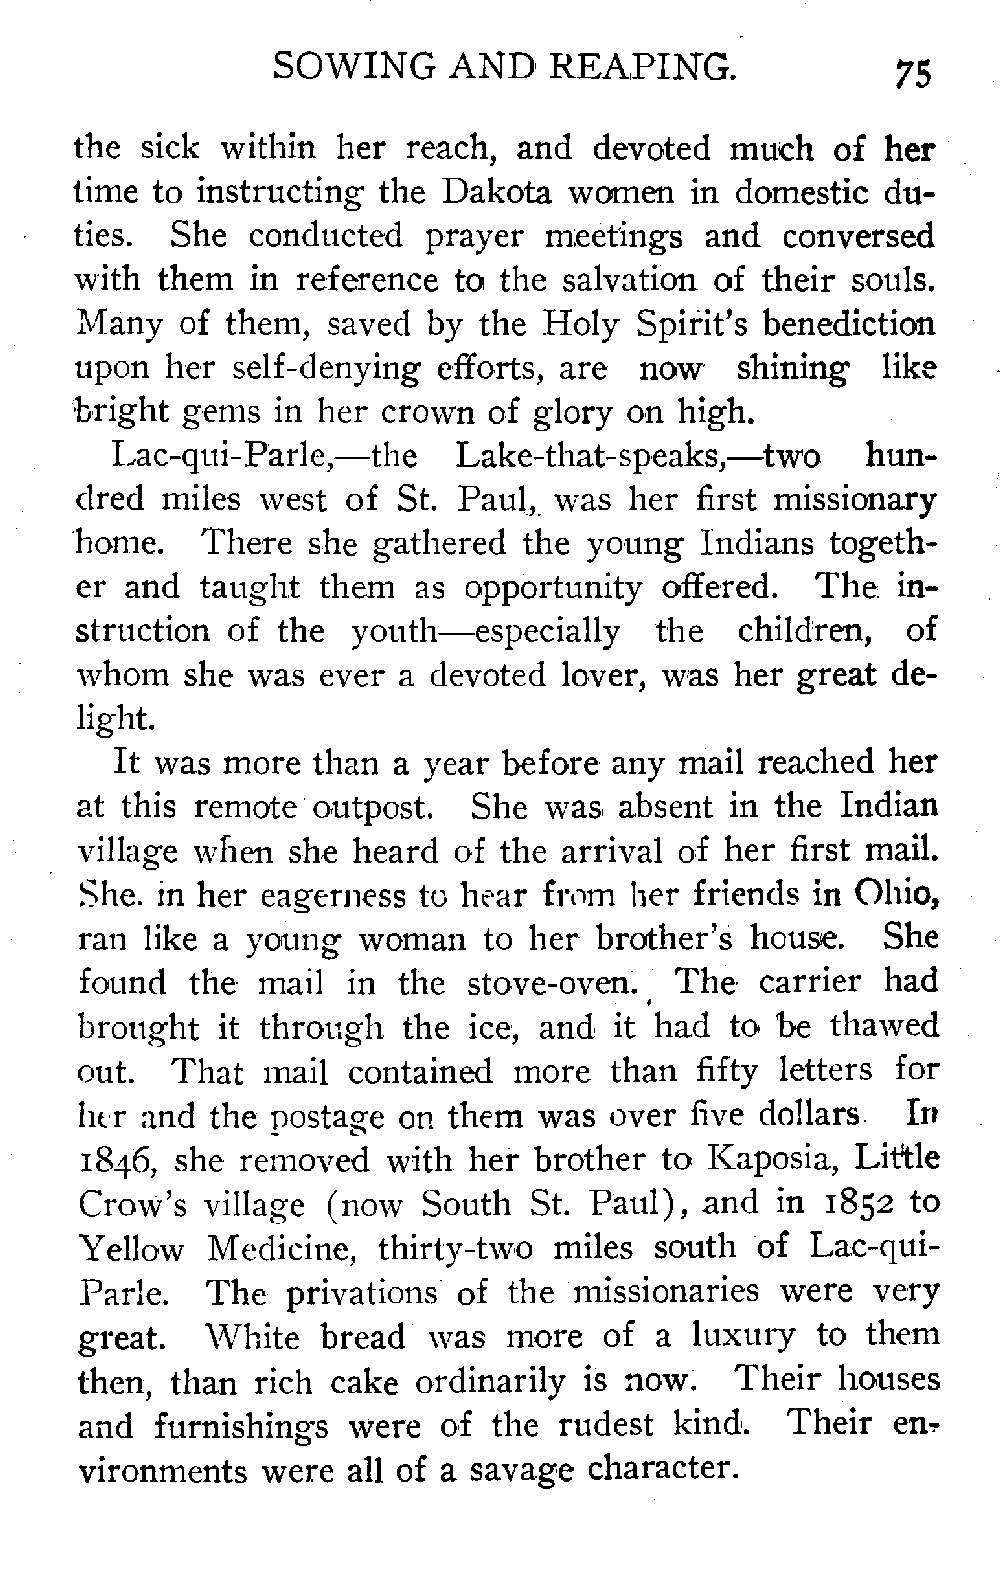 SOWING AND REAPING. 75
the sick within her reach, and devoted much of her
time to instructing the Dakota women in domestic du-
ties. She conducted prayer meetings and conversed
with them in reference to the salvation of their souls.
Many of them, saved by the Holy Spirit's benediction
upon her self-denying efforts, are now shining like
bright gems in her crown of glory on high.
Lac-qui-Parle,—the Lake-that-speaks,—two hun-
dred miles west of St. Paul, was her first missionary
home. There she gathered the young Indians togeth-
er and taught them as opportunity offered. The in-
struction of the youth—especially the children, of
whom she was ever a devoted lover, was her great de-
light.
It was more than a year before any mail reached her
at this remote outpost. She was absent in the Indian
village when she heard of the arrival of her first mail.
She. in her eagerness to hear from her friends in Ohio,
ran like a young woman to her brother's house. She
found the mail in the stove-oven. The carrier had
brought it through the ice, and it had to be thawed
out. That mail contained more than fifty letters for
her and the postage on them was over five dollars. In
1846, she removed with her brother to Kaposia, Little
Crow's village (now South St. Paul), and in 1852 to
Yellow Medicine, thirty-two miles south of Lac-qui-
Parle. The privations of the missionaries were very
great. White bread was more of a luxury to them
then, than rich cake ordinarily is now. Their houses
and furnishings were of the rudest kind. Their en-
vironments were all of a savage character.